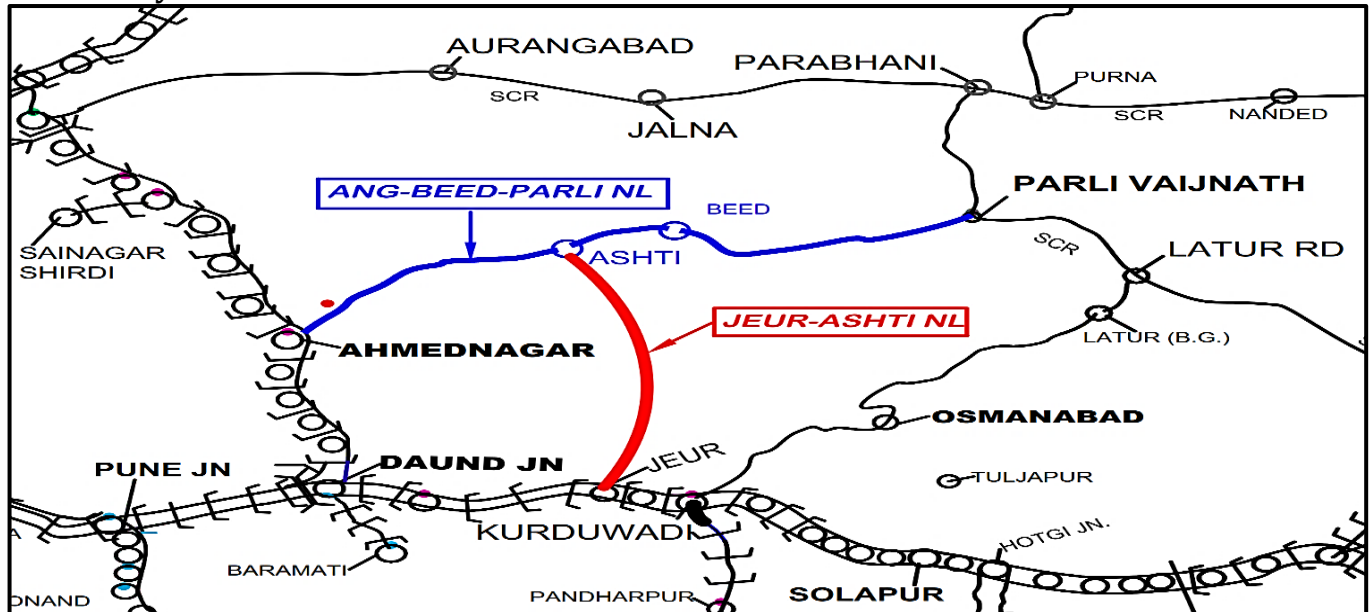 AURANGABAD
PARABHANI
PURNA
SCR
JALNA
SCR
NANDED
ANG-BEED-PARLI NL
PARLI VAIJNATH
BEED
SAINAGAR
SHIRDI
ASHTI
SCR
LATUR RD
JEUR-ASHTI NL
LATUR (B.G.)
AHMEDNAGAR
OSMANABAD
PUNE JN
DAUND JN
JEUR
TULJAPUR
KURDUWADI
HOTGI JN.
BARAMATI
SOLAPUR
PANDHARPUR